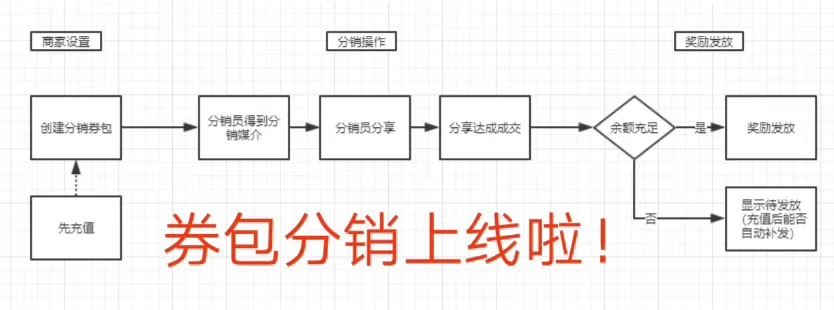 商家设置
分销操作
奖励发放
创建分销券包
分销员得到分
销媒介
分销员分享
分享达成成交
余额充足
是
奖励发放
先充值
否
显示待发放
（充值后能否
自动补发）
券包分销上线啦！